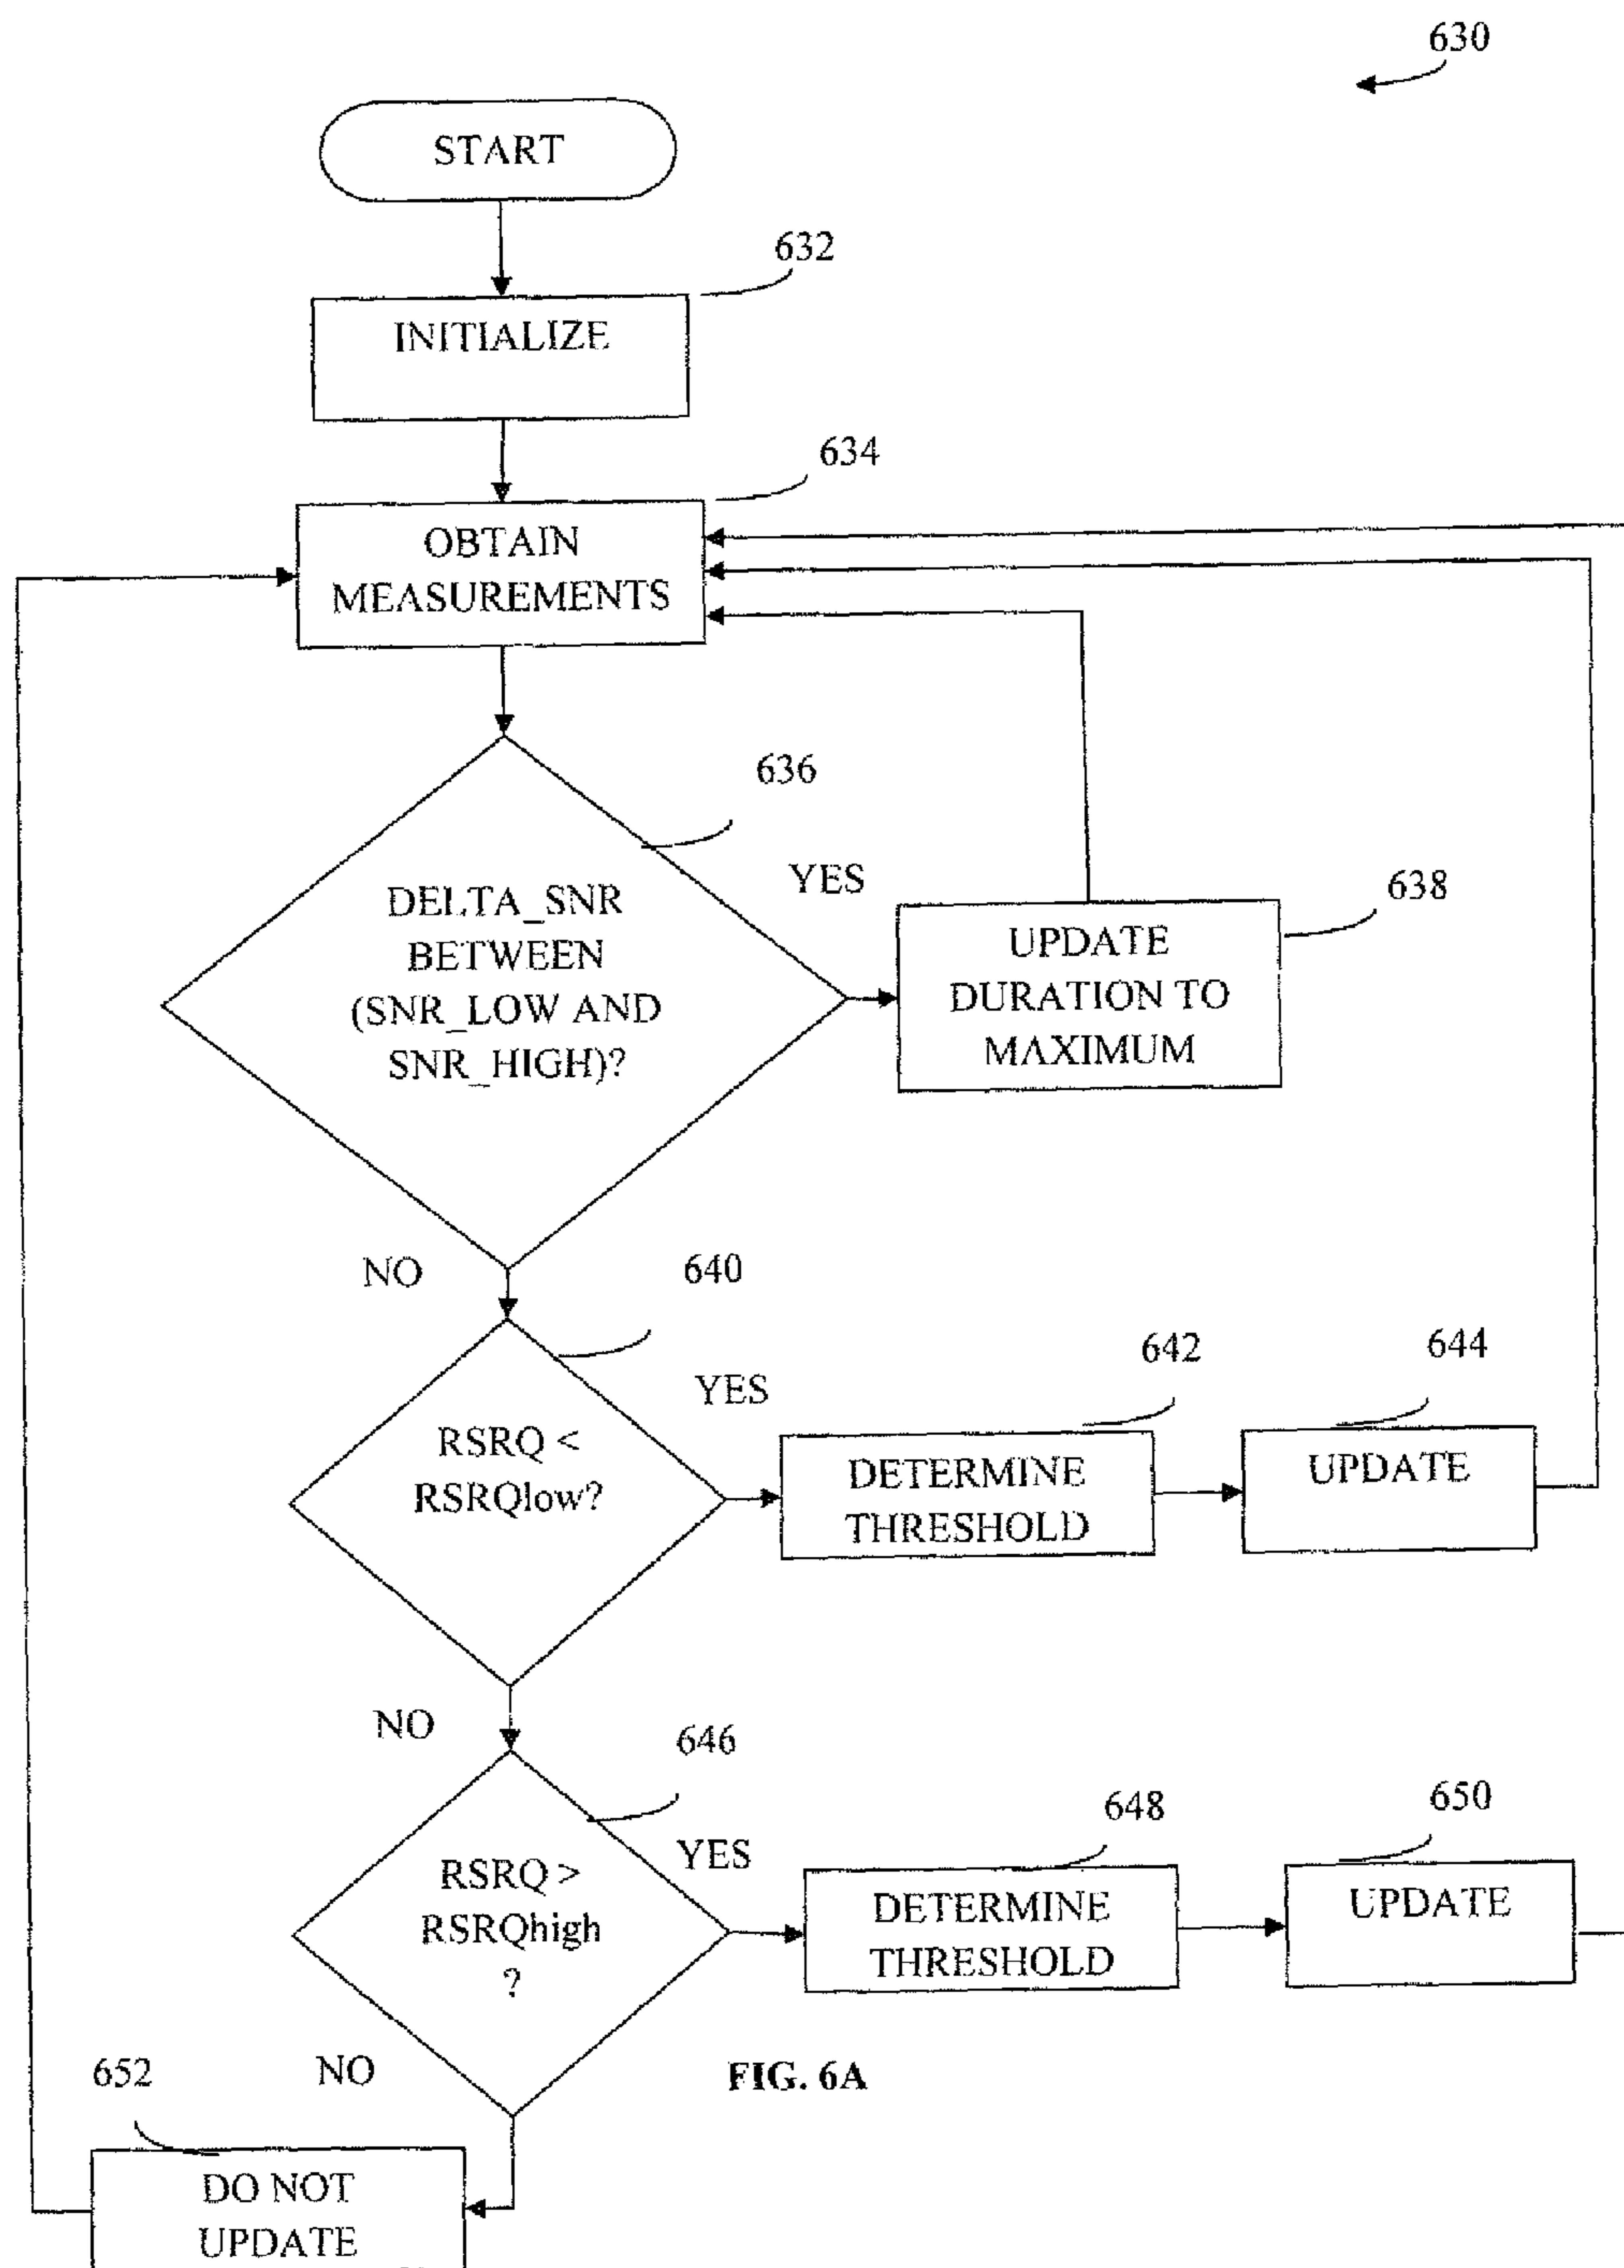 630
START
632
INITIALIZE
634
OBTAIN
MEASUREMENTS
636
DELTA_SNR
BETWEEN
(SNR_LOW AND
SNR_HIGH)?
YES
638
UPDATE
DURATION TO
MAXIMUM
NO
640
RSRQ <
RSRQlow?
YES
642
DETERMINE
THRESHOLD
644
UPDATE
NO
646
RSRQ >
RSRQhigh
?
YES
648
DETERMINE
THRESHOLD
650
UPDATE
NO
652
DO NOT
UPDATE
FIG. 6A